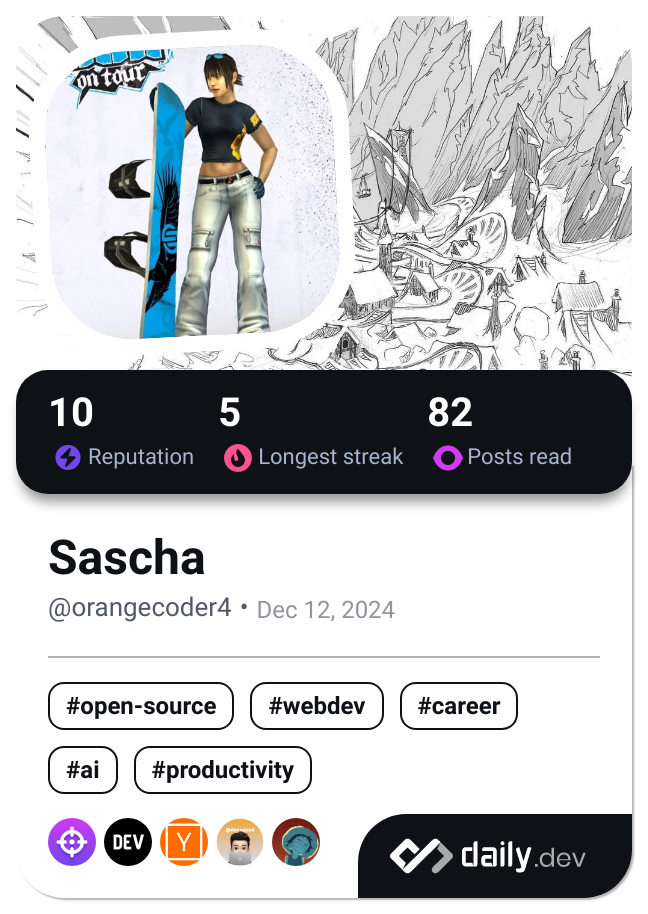 on tour
10
5
82
Reputation
Longest streak
Posts read
Sascha
@orangecoder4 • Dec 12, 2024
#open-source
#webdev
#career
#ai
#productivity
DEV
Y
daily.dev